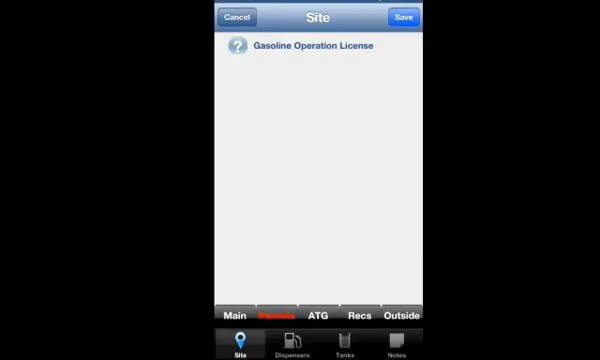 Cancel Site Save
Gasoline Operation License
Main Permits ATG Recs Outside
Site Dispensers Tanks Notes